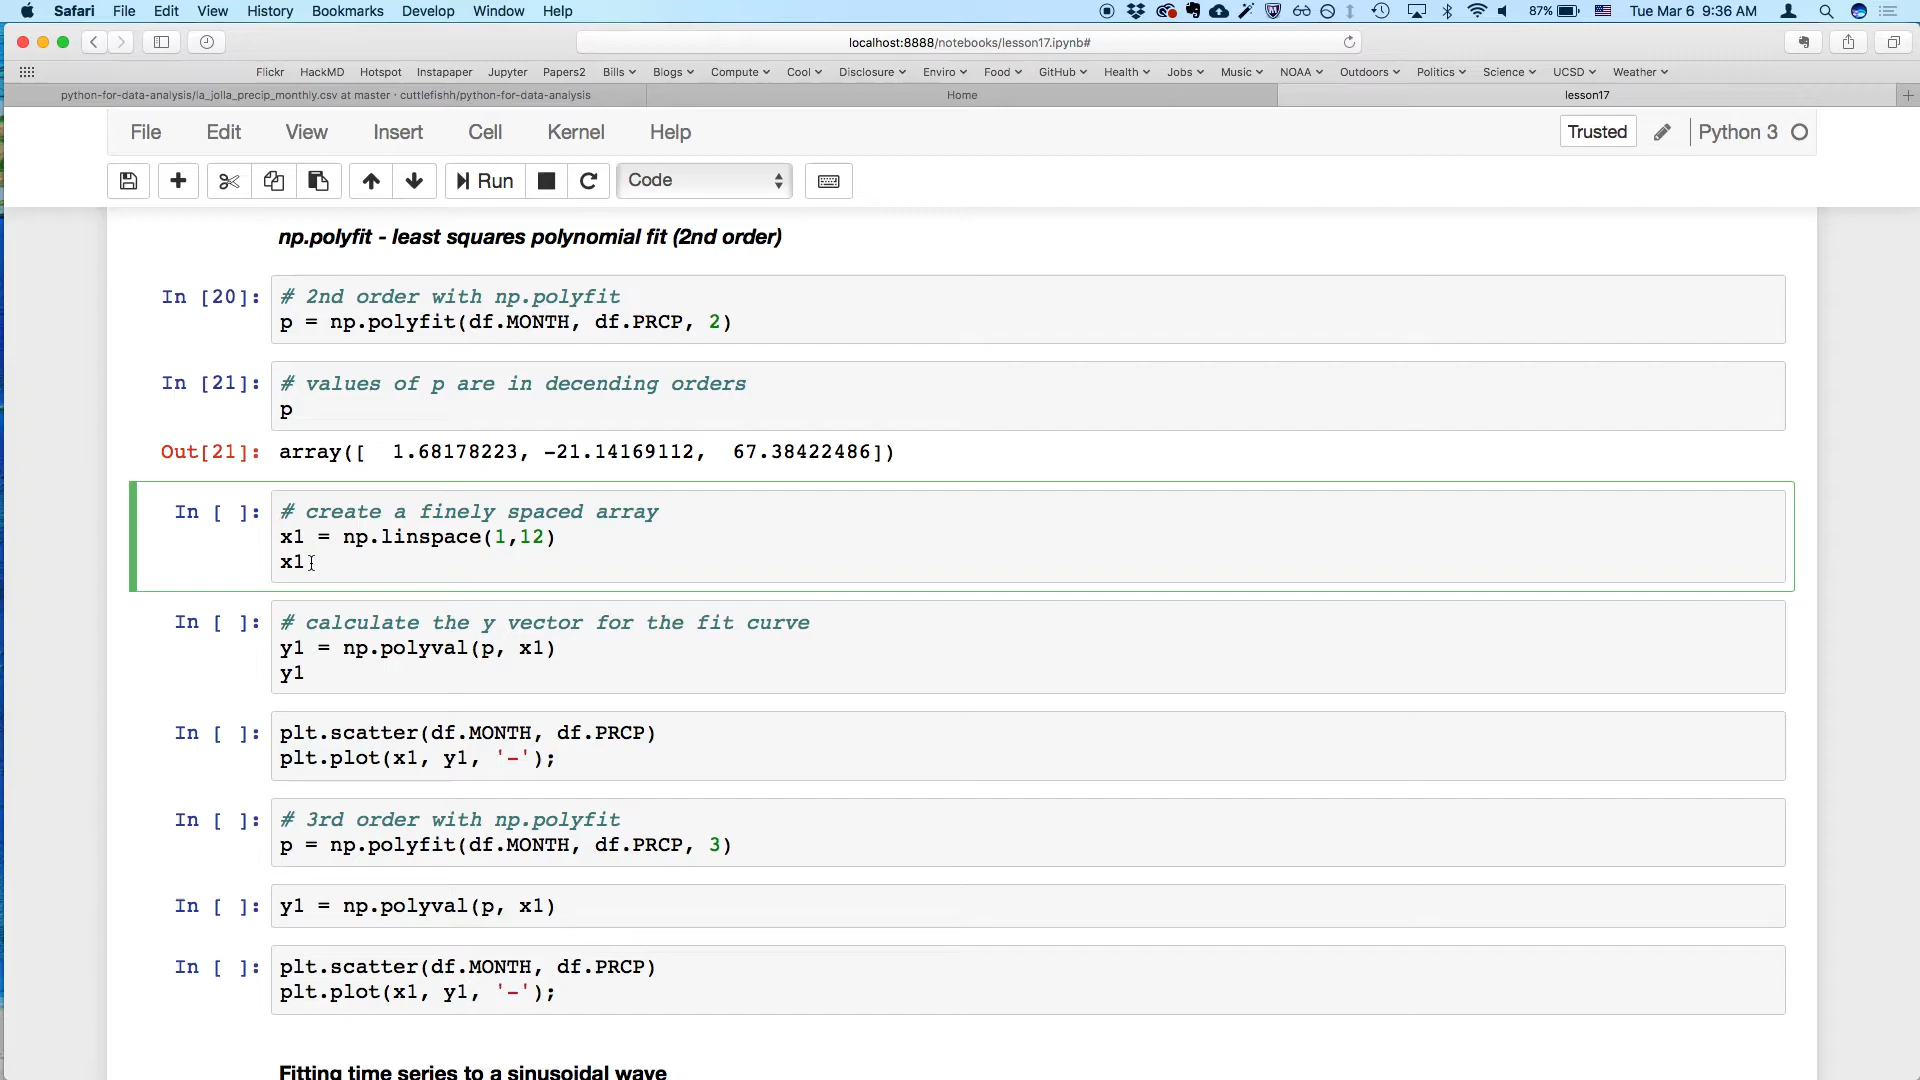 Safari File Edit View History Bookmarks Develop Window Help 87% Tue Mar 6 9:36 AM
localhost:8888/notebooks/lesson17.ipynb#
Flickr HackMD Hotspot Instapaper Jupyter Papers2 Bills Blogs Compute Cool Disclosure Enviro Food GitHub Health Jobs Music NOAA Outdoors Politics Science UCSD Weather
python-for-data-analysis/la_jolla_precip_monthly.csv at master · cuttlefishh/python-for-data-analysis Home lesson17
File Edit View Insert Cell Kernel Help Trusted Python 3
Run Code
np.polyfit - least squares polynomial fit (2nd order)
In [20]: # 2nd order with np.polyfit
p = np.polyfit(df.MONTH, df.PRCP, 2)
In [21]: # values of p are in decending orders
p
Out[21]: array([ 1.68178223, -21.14169112, 67.38422486])
In [ ]: # create a finely spaced array
x1 = np.linspace(1,12)
x1
In [ ]: # calculate the y vector for the fit curve
y1 = np.polyval(p, x1)
y1
In [ ]: plt.scatter(df.MONTH, df.PRCP)
plt.plot(x1, y1, '-');
In [ ]: # 3rd order with np.polyfit
p = np.polyfit(df.MONTH, df.PRCP, 3)
In [ ]: y1 = np.polyval(p, x1)
In [ ]: plt.scatter(df.MONTH, df.PRCP)
plt.plot(x1, y1, '-');
Fitting time series to a sinusoidal wave